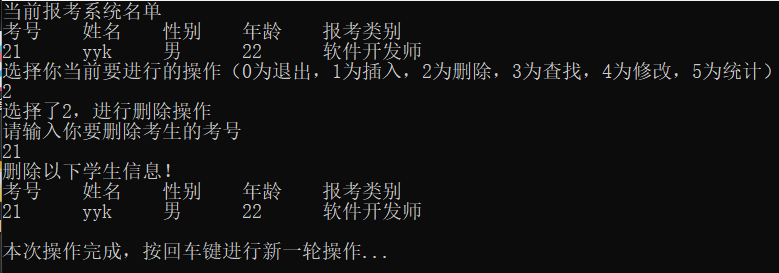 当前报考系统名单
考号 姓名 性别 年龄 报考类别
21 yyk 男 22 软件开发师
选择你当前要进行的操作（0为退出，1为插入，2为删除，3为查找，4为修改，5为统计）
2
选择了2，进行删除操作
请输入你要删除考生的考号
21
删除以下学生信息!
考号 姓名 性别 年龄 报考类别
21 yyk 男 22 软件开发师
本次操作完成，按回车键进行新一轮操作...